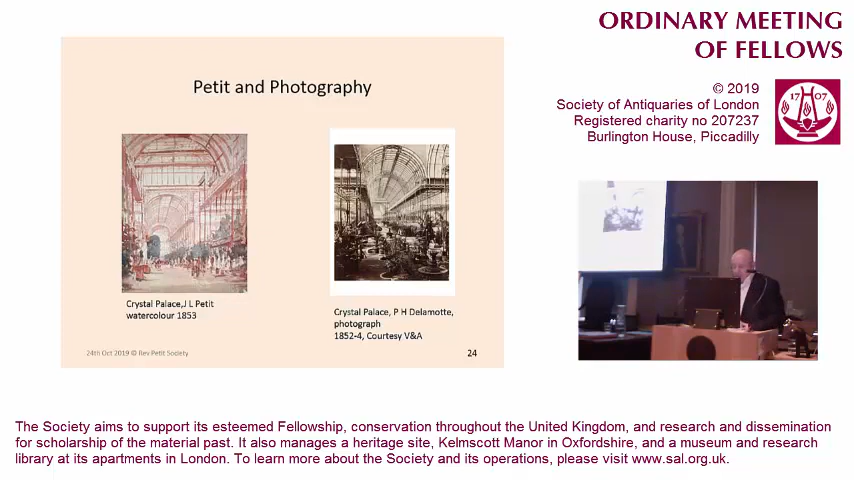 ORDINARY MEETING
OF FELLOWS
© 2019
Society of Antiquaries of London
Registered charity no 207237
Burlington House, Piccadilly
17 07
Petit and Photography
Crystal Palace,J L Petit
watercolour 1853
Crystal Palace, P H Delamotte,
photograph
1852-4, Courtesy V&A
24th Oct 2019 © Rev Petit Society
24
The Society aims to support its esteemed Fellowship, conservation throughout the United Kingdom, and research and dissemination
for scholarship of the material past. It also manages a heritage site, Kelmscott Manor in Oxfordshire, and a museum and research
library at its apartments in London. To learn more about the Society and its operations, please visit www.sal.org.uk.